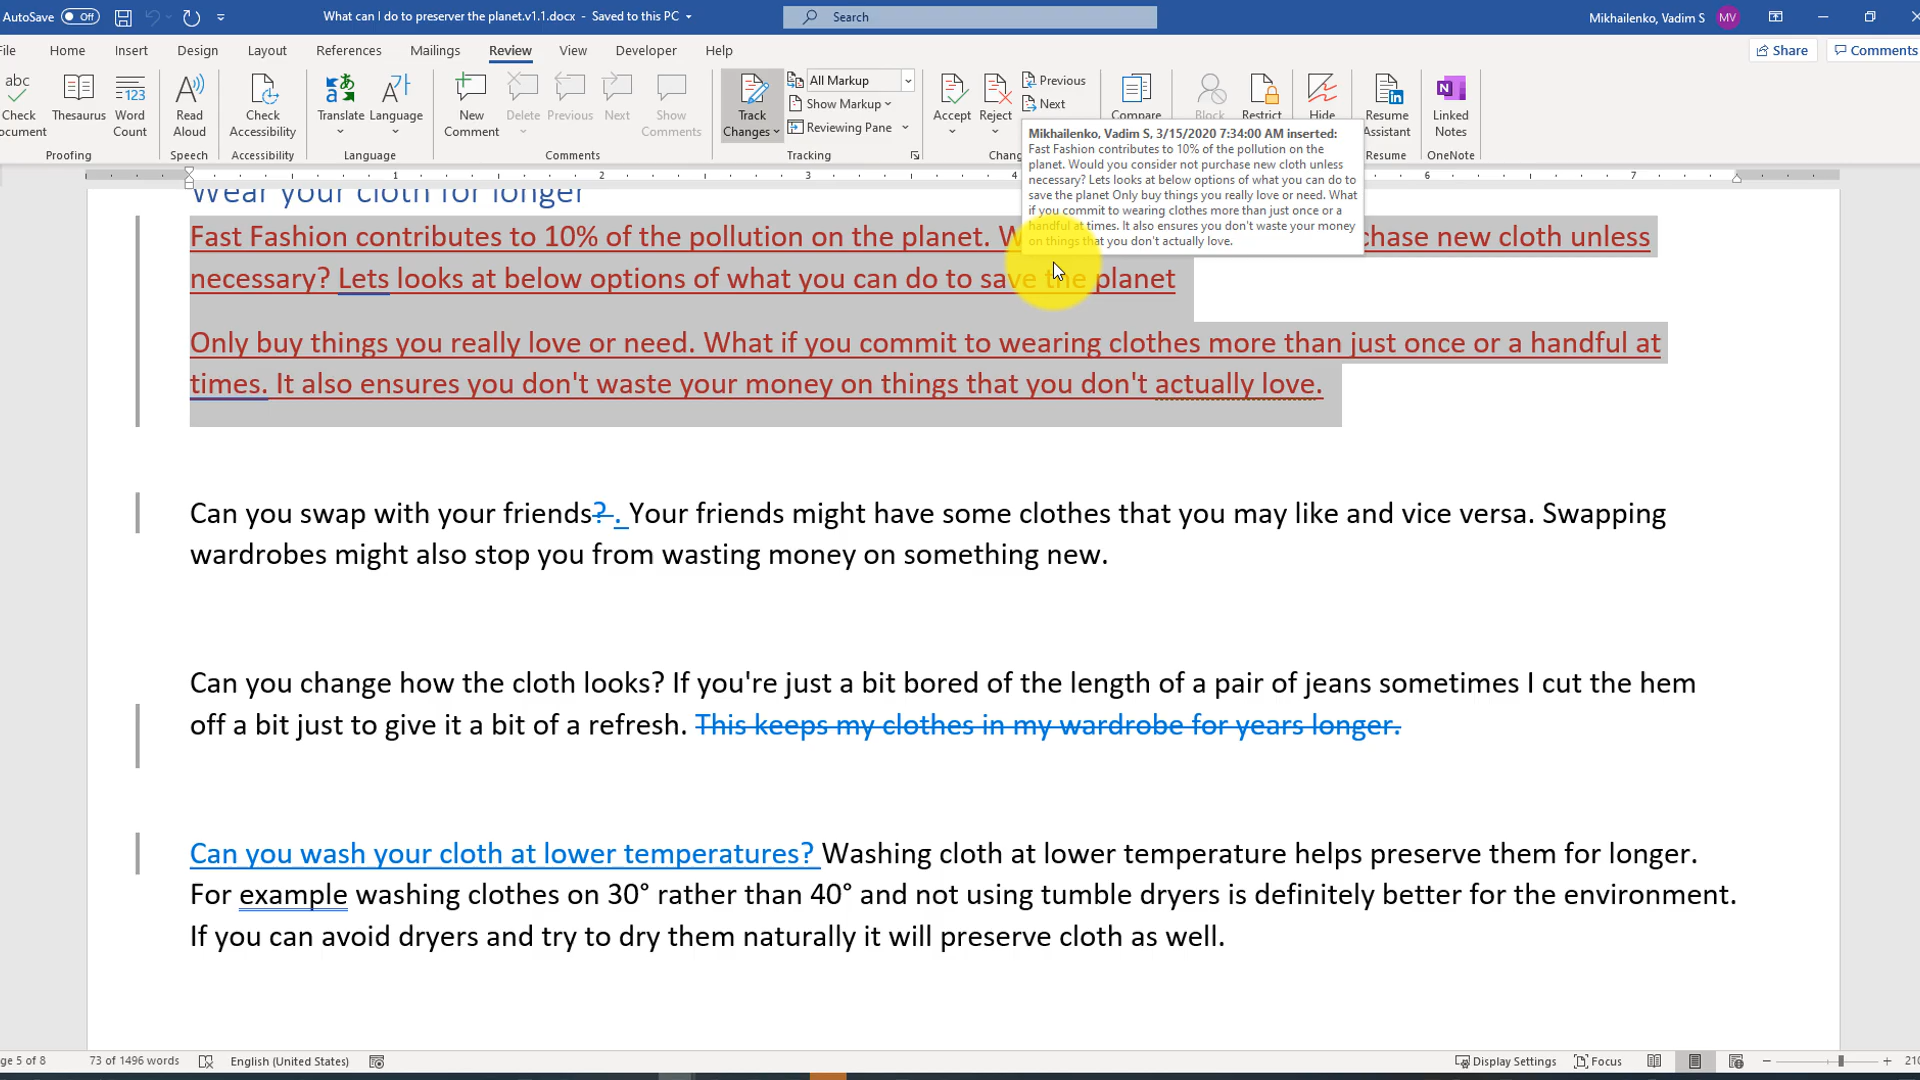 AutoSave Off What can I do to preserver the planet.v1.1.docx - Saved to this PC Search Mikhailenko, Vadim S MV
File Home Insert Design Layout References Mailings Review View Developer Help Share Comments
abc Check Document Thesaurus Word Count Read Aloud Check Accessibility Translate Language New Comment Delete Previous Next Show Comments Track Changes All Markup Show Markup Reviewing Pane Accept Reject Previous Next Compare Block Restrict Hide Resume Assistant Linked Notes
Proofing Speech Accessibility Language Comments Tracking Chang Resume OneNote
1 2 3 4 6 7
Mikhailenko, Vadim S, 3/15/2020 7:34:00 AM inserted:
Fast Fashion contributes to 10% of the pollution on the
planet. Would you consider not purchase new cloth unless
necessary? Lets looks at below options of what you can do to
save the planet Only buy things you really love or need. What
if you commit to wearing clothes more than just once or a
handful at times. It also ensures you don't waste your money
on things that you don't actually love.
Wear your cloth for longer
Fast Fashion contributes to 10% of the pollution on the planet. W chase new cloth unless
necessary? Lets looks at below options of what you can do to save the planet
Only buy things you really love or need. What if you commit to wearing clothes more than just once or a handful at
times. It also ensures you don't waste your money on things that you don't actually love.
Can you swap with your friends? . Your friends might have some clothes that you may like and vice versa. Swapping
wardrobes might also stop you from wasting money on something new.
Can you change how the cloth looks? If you're just a bit bored of the length of a pair of jeans sometimes I cut the hem
off a bit just to give it a bit of a refresh. This keeps my clothes in my wardrobe for years longer.
Can you wash your cloth at lower temperatures? Washing cloth at lower temperature helps preserve them for longer.
For example washing clothes on 30° rather than 40° and not using tumble dryers is definitely better for the environment.
If you can avoid dryers and try to dry them naturally it will preserve cloth as well.
age 5 of 8 73 of 1496 words English (United States) Display Settings Focus 210